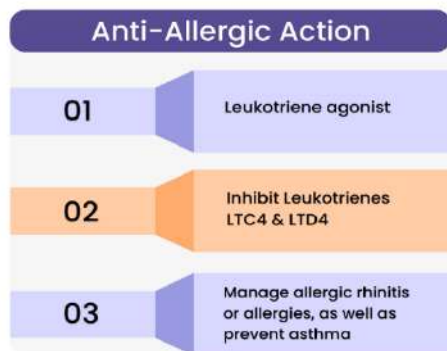 Anti-Allergic Action
01
Leukotriene agonist
02
Inhibit Leukotrienes
LTC4 & LTD4
03
Manage allergic rhinitis
or allergies, as well as
prevent asthma